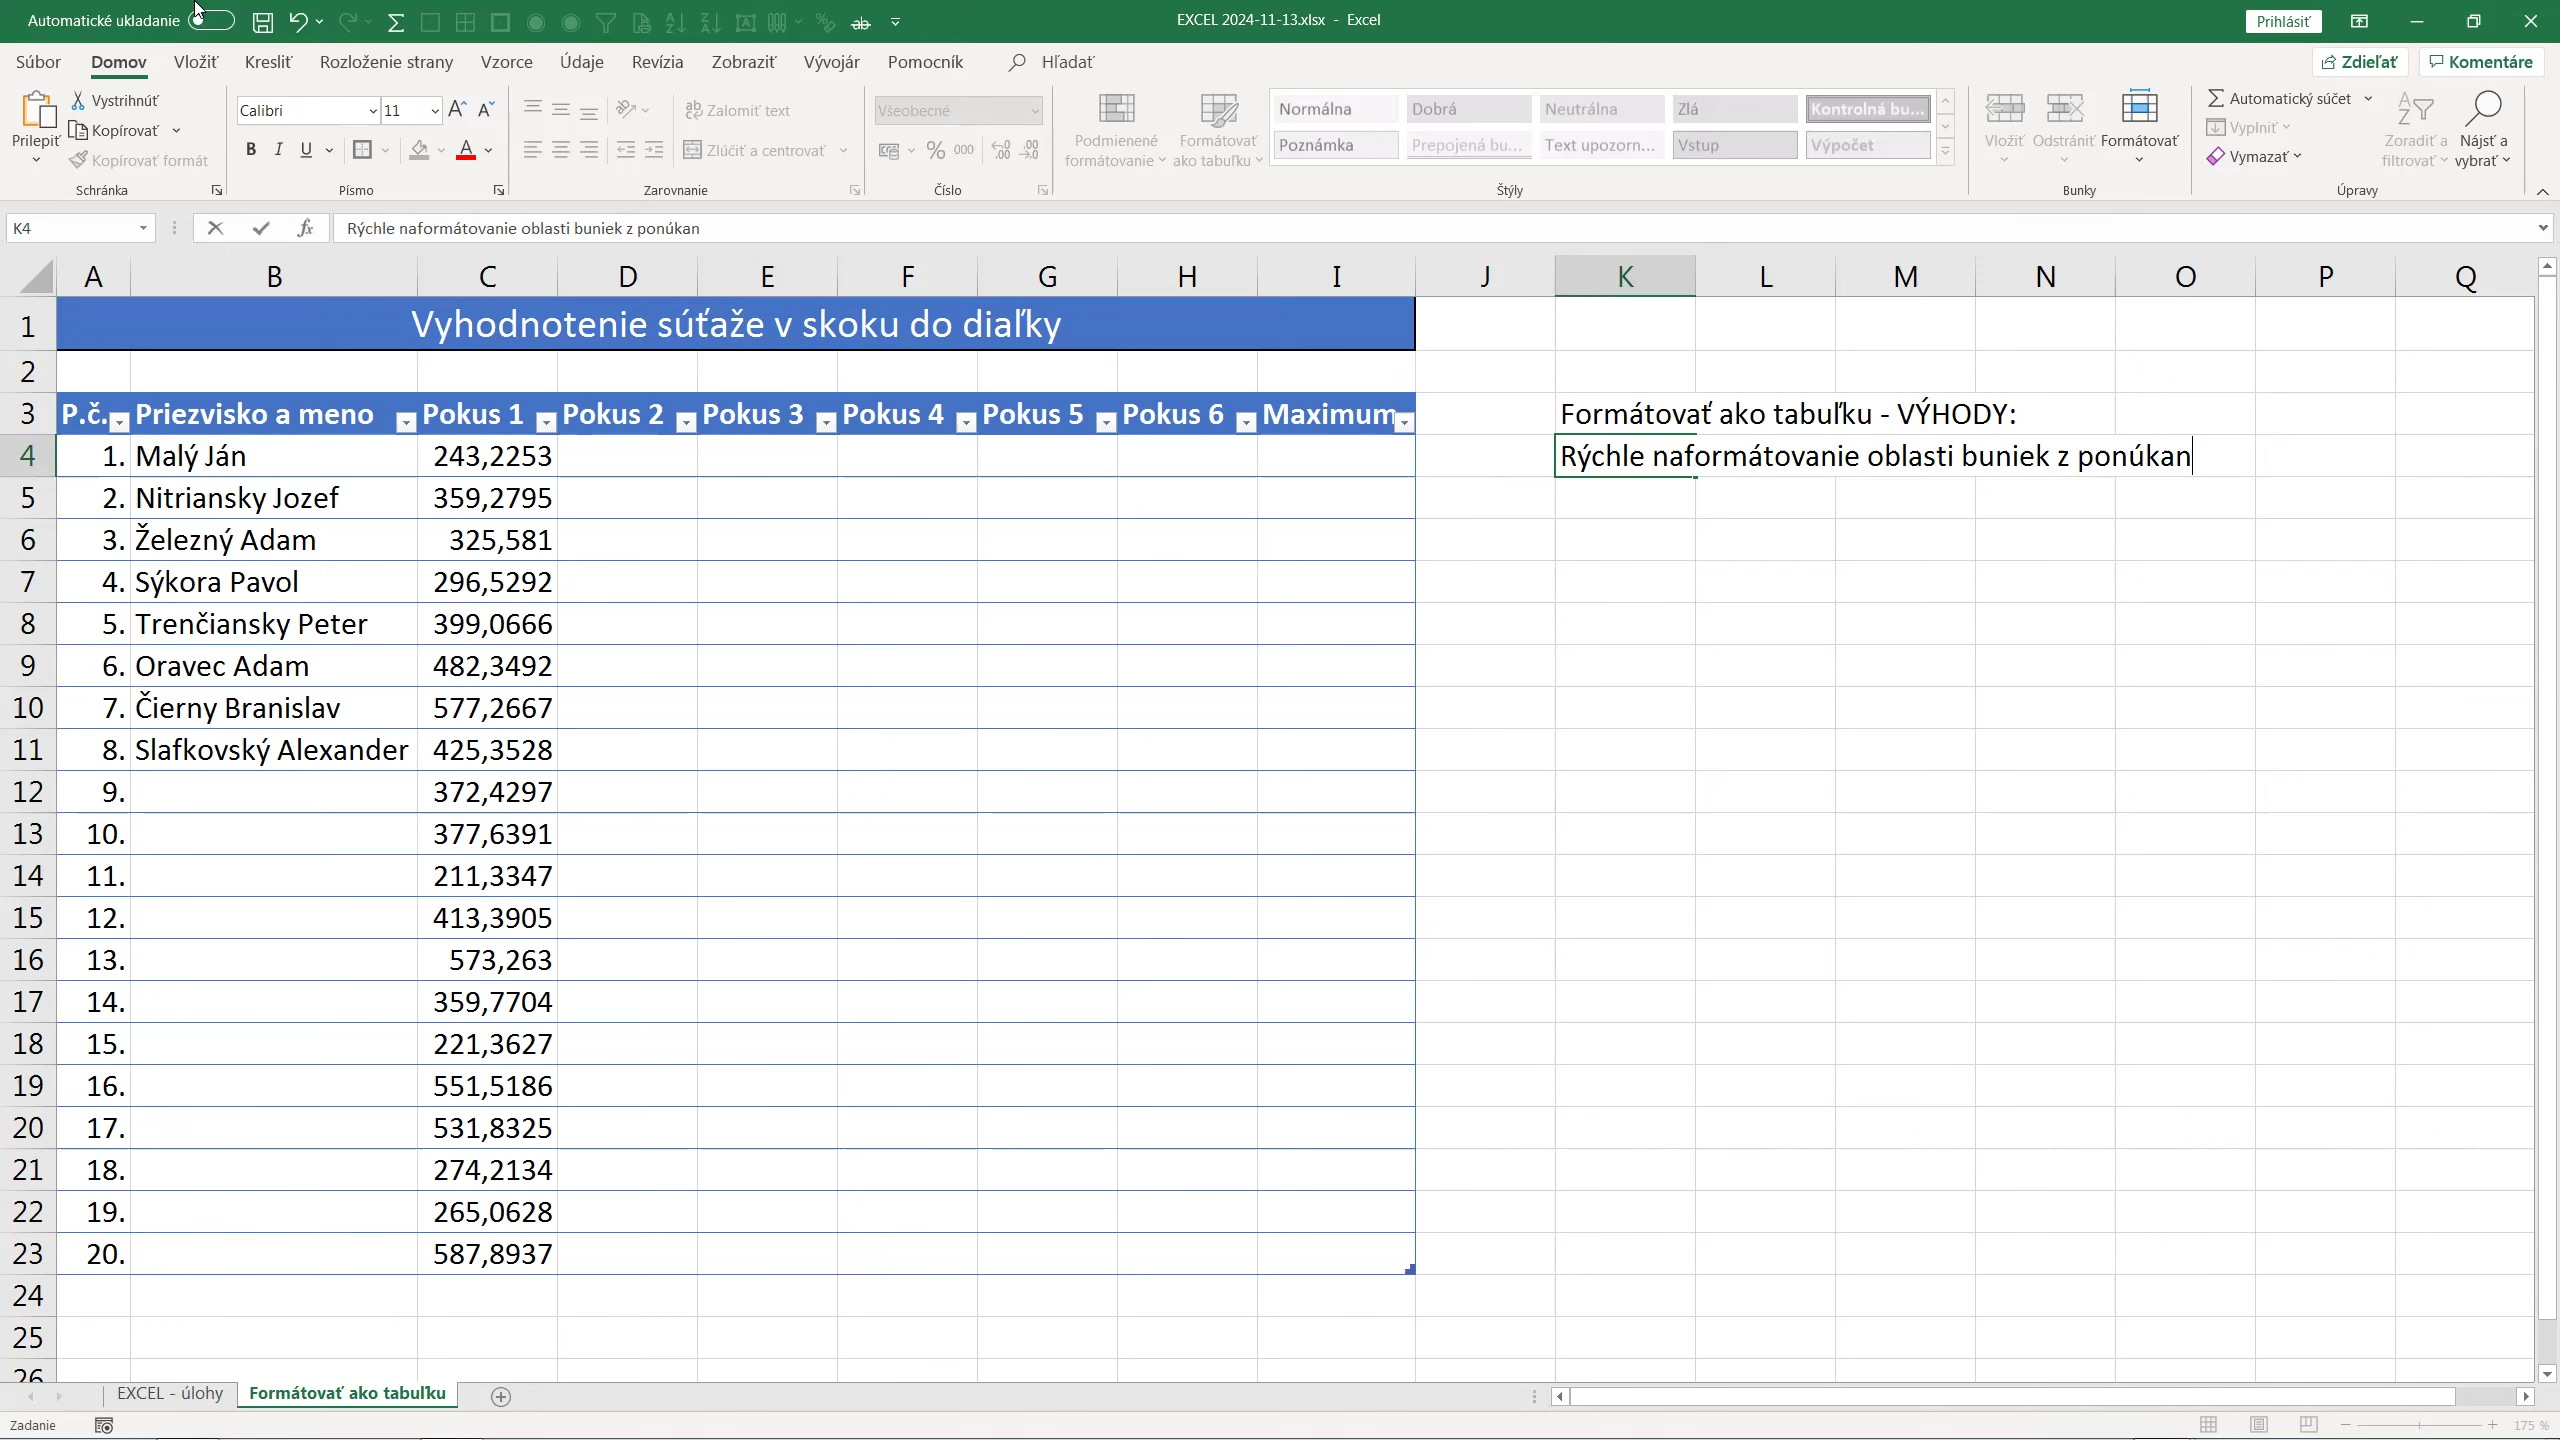 Automatické ukladanie
EXCEL 2024-11-13.xlsx - Excel
Prihlásiť
Súbor Domov Vložiť Kresliť Rozloženie strany Vzorce Údaje Revízia Zobraziť Vývojár Pomocník Hľadať
Zdieľať Komentáre
Prilepiť
Vystrihnúť
Kopírovať
Kopírovať formát
Schránka
Calibri 11
B I U
Písmo
Zalomiť text
Zlúčiť a centrovať
Zarovnanie
Všeobecné
% 000
Číslo
Podmienené formátovanie
Formátovať ako tabuľku
Normálna Dobrá Neutrálna Zlá Kontrolná bu...
Poznámka Prepojená bu... Text upozorn... Vstup Výpočet
Štýly
Vložiť Odstrániť Formátovať
Bunky
Automatický súčet
Vyplniť
Vymazať
Zoradiť a filtrovať
Nájsť a vybrať
Úpravy
K4
fx
Rýchle naformátovanie oblasti buniek z ponúkan
A B C D E F G H I J K L M N O P Q
1 Vyhodnotenie súťaže v skoku do diaľky
2
3 P.č. Priezvisko a meno Pokus 1 Pokus 2 Pokus 3 Pokus 4 Pokus 5 Pokus 6 Maximum Formátovať ako tabuľku - VÝHODY:
4 1. Malý Ján 243,2253 Rýchle naformátovanie oblasti buniek z ponúkan
5 2. Nitriansky Jozef 359,2795
6 3. Železný Adam 325,581
7 4. Sýkora Pavol 296,5292
8 5. Trenčiansky Peter 399,0666
9 6. Oravec Adam 482,3492
10 7. Čierny Branislav 577,2667
11 8. Slafkovský Alexander 425,3528
12 9. 372,4297
13 10. 377,6391
14 11. 211,3347
15 12. 413,3905
16 13. 573,263
17 14. 359,7704
18 15. 221,3627
19 16. 551,5186
20 17. 531,8325
21 18. 274,2134
22 19. 265,0628
23 20. 587,8937
24
25
26
EXCEL - úlohy Formátovať ako tabuľku
Zadanie
175 %